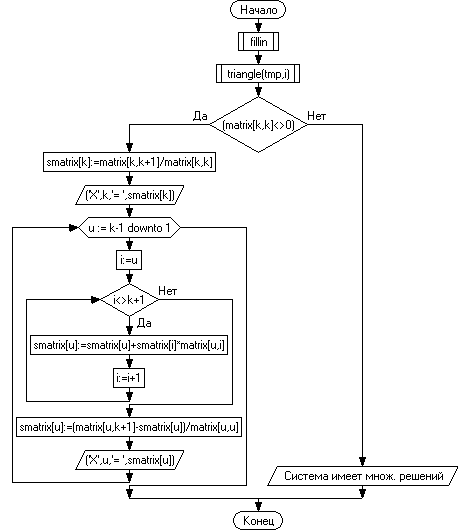 Начало
fillin
triangle(tmp,i)
(matrix[k,k]<>0)
Да
Нет
smatrix[k]:=matrix[k,k+1]/matrix[k,k]
('X',k,'= ',smatrix[k])
u := k-1 downto 1
i:=u
i<>k+1
Нет
Да
smatrix[u]:=smatrix[u]+smatrix[i]*matrix[u,i]
i:=i+1
smatrix[u]:=(matrix[u,k+1]-smatrix[u])/matrix[u,u]
('X',u,'= ',smatrix[u])
Система имеет множ. решений
Конец